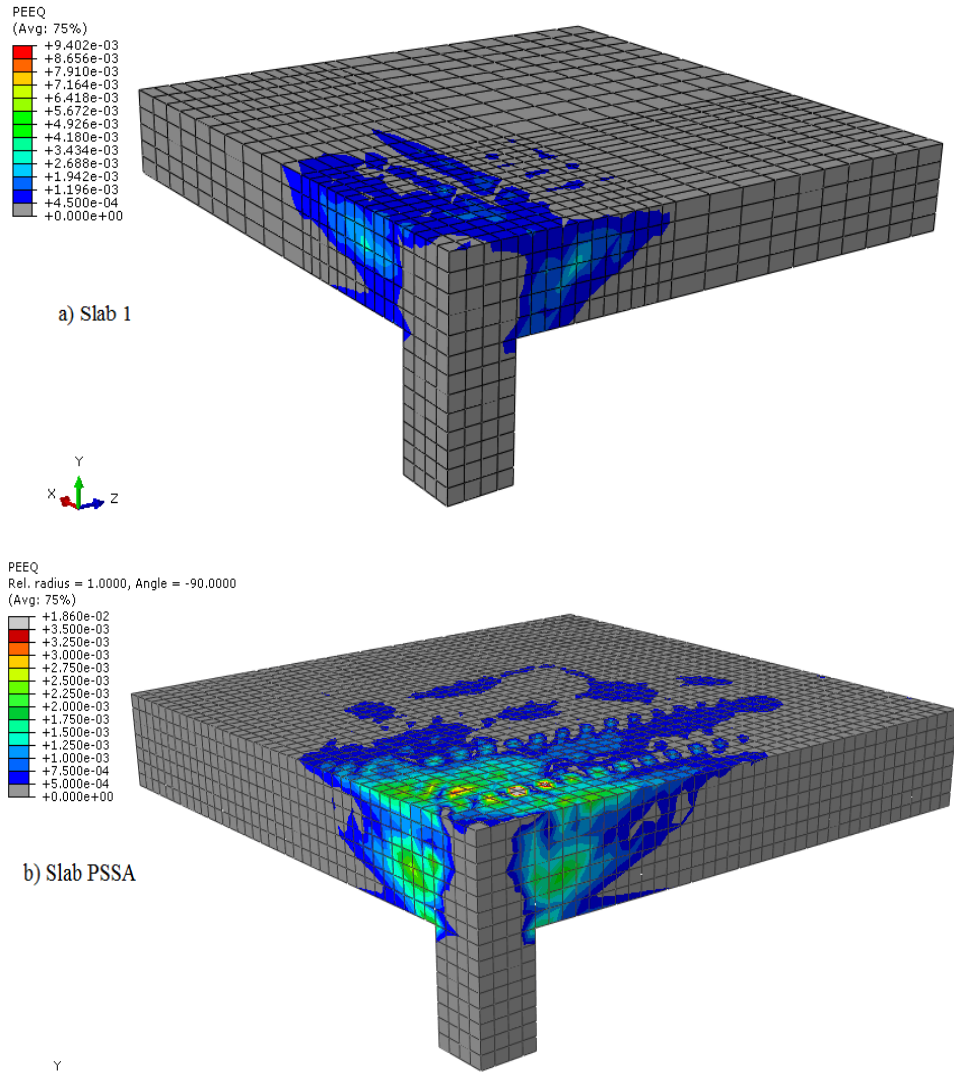 PEEQ
(Avg: 75%)
+9.402e-03
+8.656e-03
+7.910e-03
+7.164e-03
+6.418e-03
+5.672e-03
+4.926e-03
+4.180e-03
+3.434e-03
+2.688e-03
+1.942e-03
+1.196e-03
+4.500e-04
+0.000e+00
a) Slab 1
Y
X
Z
PEEQ
Rel. radius = 1.0000, Angle = -90.0000
(Avg: 75%)
+1.860e-02
+3.500e-03
+3.250e-03
+3.000e-03
+2.750e-03
+2.500e-03
+2.250e-03
+2.000e-03
+1.750e-03
+1.500e-03
+1.250e-03
+1.000e-03
+7.500e-04
+5.000e-04
+0.000e+00
b) Slab PSSA
Y